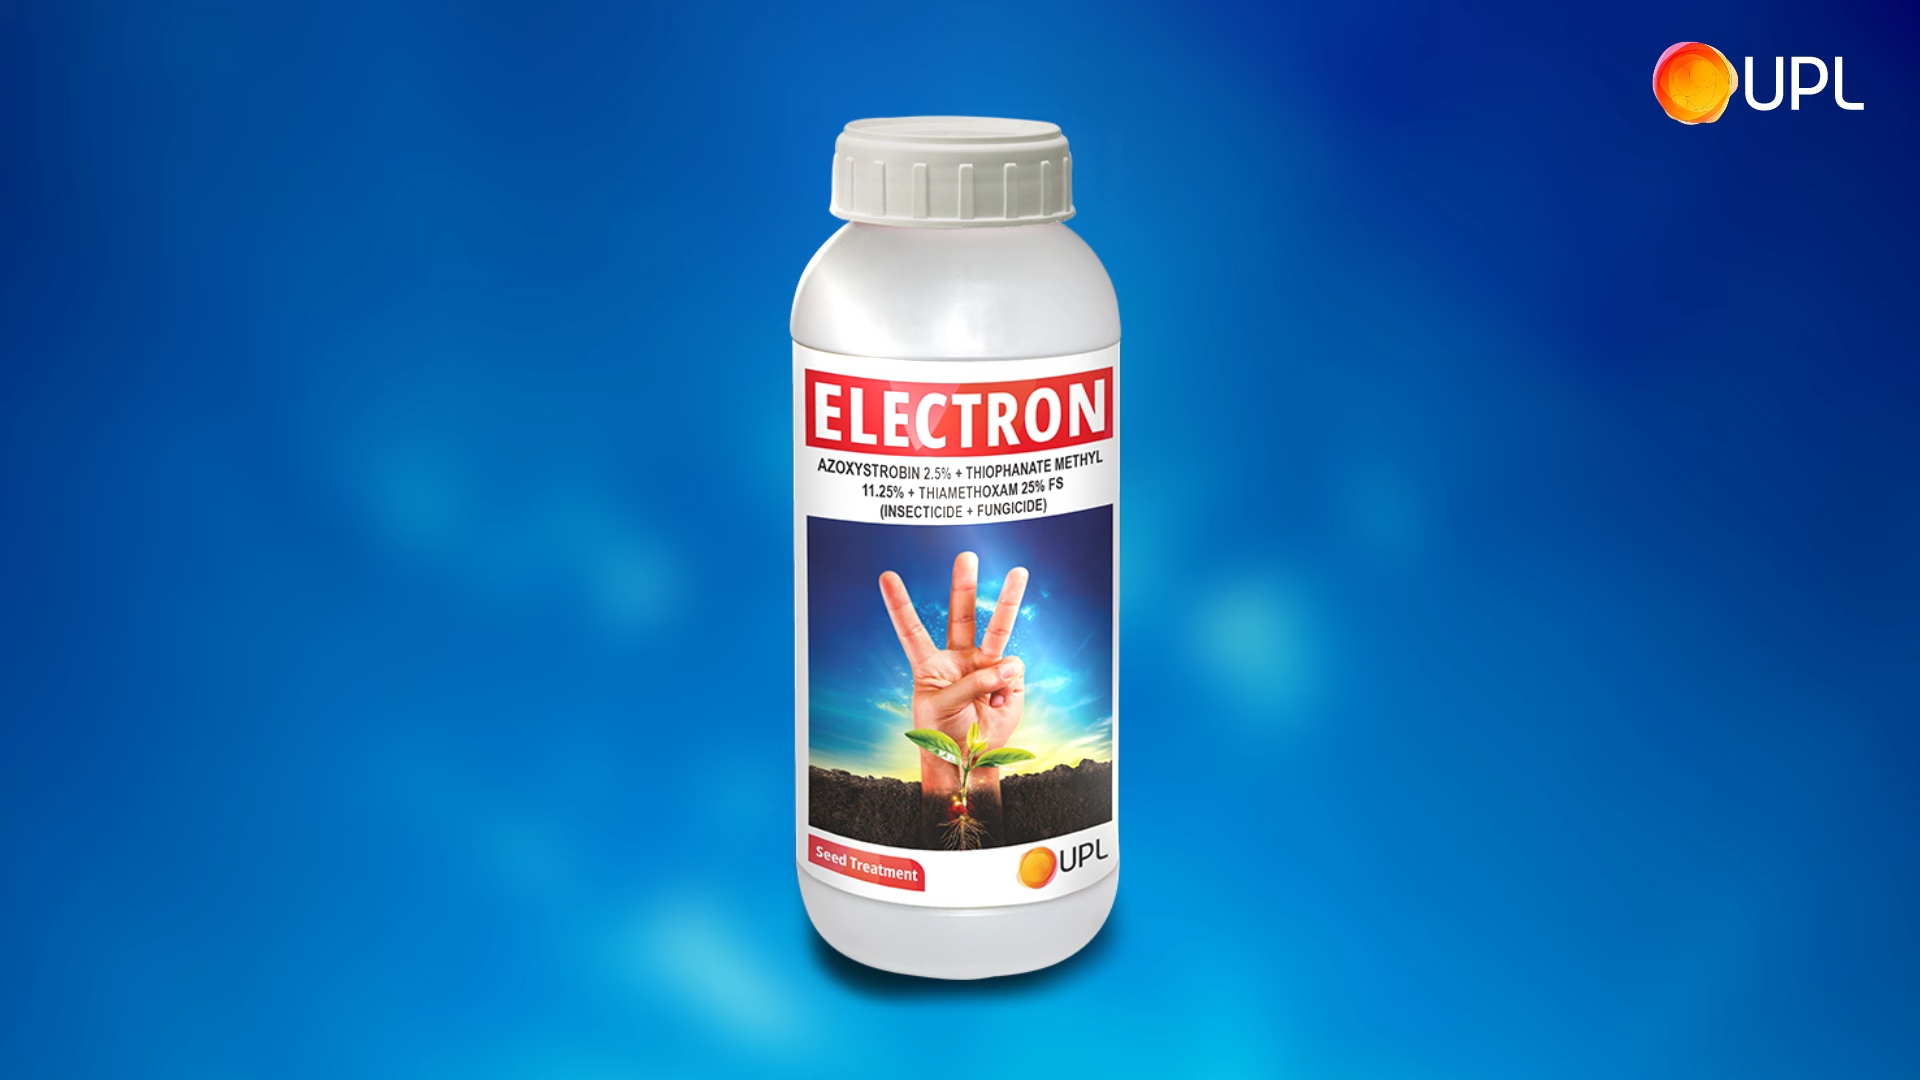 UPL
ELECTRON
AZOXYSTROBIN 2.5% + THIOPHANATE METHYL
11.25% + THIAMETHOXAM 25% FS
(INSECTICIDE + FUNGICIDE)
Seed Treatment
UPL